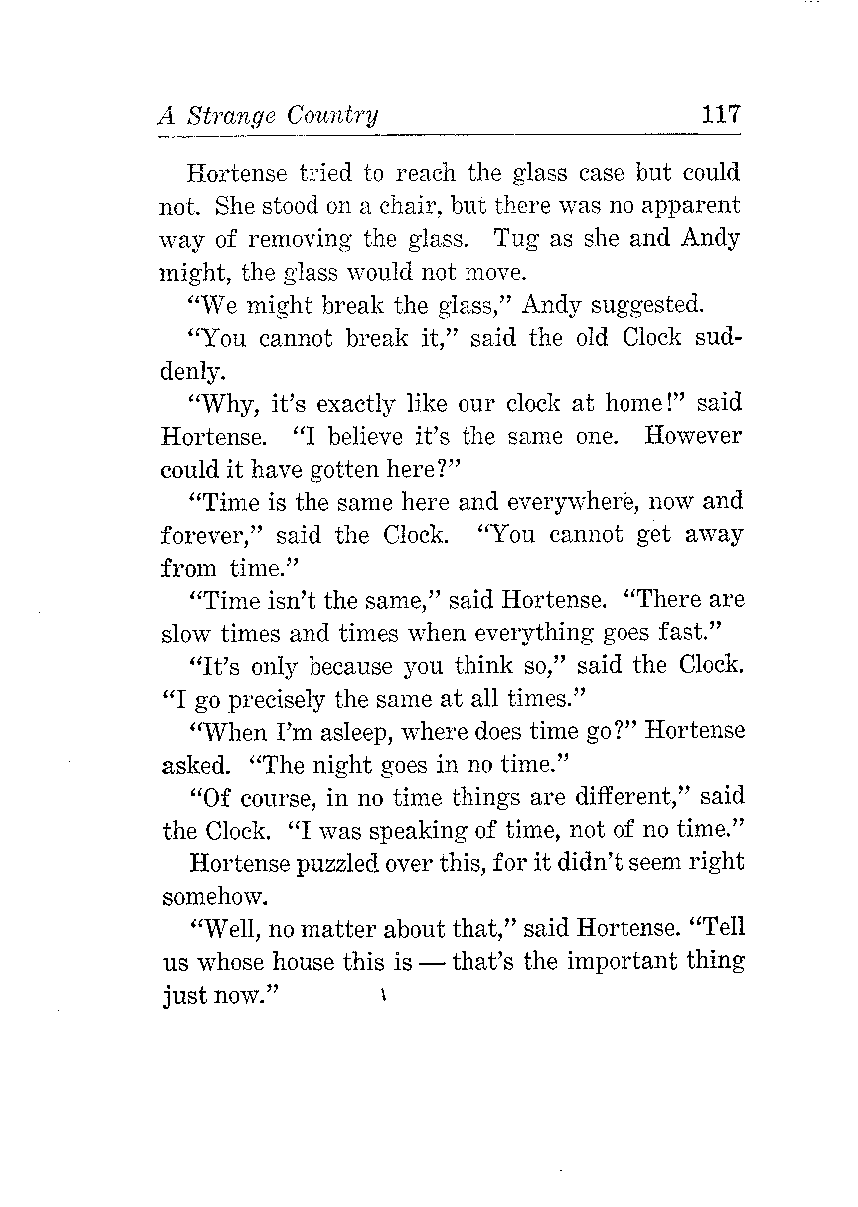 A Strange Country 117
Hortense tried to reach the glass case but could
not. She stood on a chair, but there was no apparent
way of removing the glass. Tug as she and Andy
might, the glass would not move.
“We might break the glass,” Andy suggested.
“You cannot break it,” said the old Clock sud-
denly.
“Why, it’s exactly like our clock at home!” said
Hortense. “I believe it’s the same one. However
could it have gotten here?”
“Time is the same here and everywhere, now and
forever,” said the Clock. “You cannot get away
from time.”
“Time isn’t the same,” said Hortense. “There are
slow times and times when everything goes fast.”
“It’s only because you think so,” said the Clock.
“I go precisely the same at all times.”
“When I’m asleep, where does time go?” Hortense
asked. “The night goes in no time.”
“Of course, in no time things are different,” said
the Clock. “I was speaking of time, not of no time.”
Hortense puzzled over this, for it didn’t seem right
somehow.
“Well, no matter about that,” said Hortense. “Tell
us whose house this is — that’s the important thing
just now.”